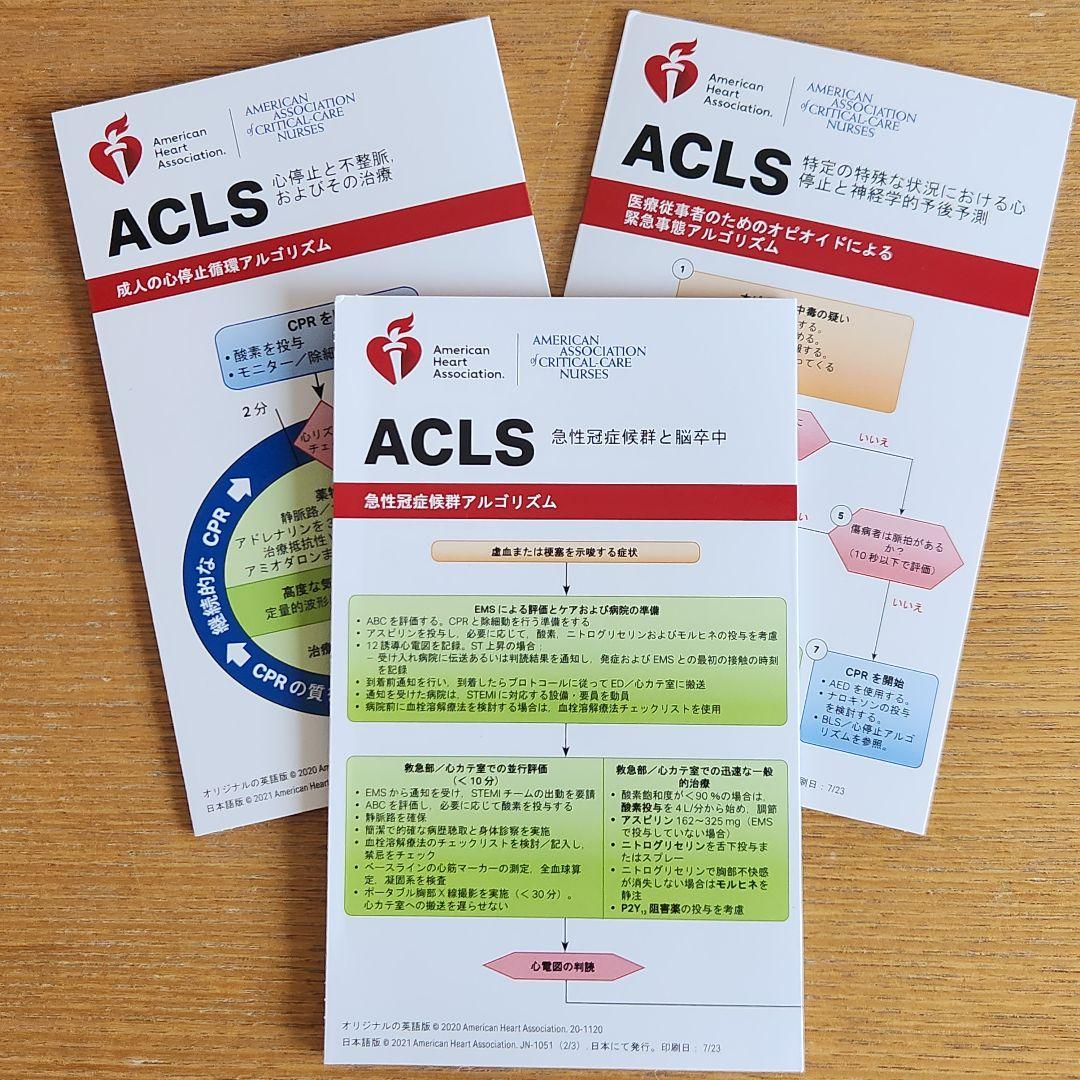 American
Heart
Association.
AMERICAN
ASSOCIATION
of CRITICAL-CARE
NURSES
ACLS
心停止と不整脈,
およびその治療
成人の心停止循環アルゴリズム
CPR を
• 酸素を投与
• モニター／除細
2 分
心リズ
チェ
継続的な CPR
薬物
静脈路／
アドレナリンを
治療抵抗性
アミオダロンま
高度な気
定量的波形
治療
CPR の質
オリジナルの英語版 © 2020 Am
日本語版 © 2021 American Heart
American
Heart
Association.
AMERICAN
ASSOCIATION
of CRITICAL-CARE
NURSES
ACLS
特定の特殊な状況における心
停止と神経学的予後予測
医療従事者のためのオピオイドによる
緊急事態アルゴリズム
1
中毒の疑い
する。
める。
する。
ってくる
いいえ
5
傷病者は脈拍がある
か?
(10 秒以下で評価)
いいえ
7
CPR を開始
• AED を使用する。
• ナロキソンの投与
を検討する。
• BLS／心停止アルゴ
リズムを参照。
刷日：7/23
American
Heart
Association.
AMERICAN
ASSOCIATION
of CRITICAL-CARE
NURSES
ACLS
急性冠症候群と脳卒中
急性冠症候群アルゴリズム
虚血または梗塞を示唆する症状
EMS による評価とケアおよび病院の準備
• ABC を評価する。CPR と除細動を行う準備をする
• アスピリンを投与し，必要に応じて，酸素，ニトログリセリンおよびモルヒネの投与を考慮
• 12 誘導心電図を記録。ST 上昇の場合：
– 受け入れ病院に伝送あるいは判読結果を通知し，発症および EMS との最初の接触の時刻
を記録
• 到着前通知を行い，到着したらプロトコールに従って ED／心カテ室に搬送
• 通知を受けた病院は，STEMI に対応する設備・要員を動員
• 病院前に血栓溶解療法を検討する場合は，血栓溶解療法チェックリストを使用
救急部／心カテ室での並行評価
(＜10 分)
• EMS から通知を受け，STEMI チームの出動を要請
• ABC を評価し，必要に応じて酸素を投与する
• 静脈路を確保
• 簡潔で的確な病歴聴取と身体診察を実施
• 血栓溶解療法のチェックリストを検討／記入し，
禁忌をチェック
• ベースラインの心筋マーカーの測定，全血球算
定，凝固系を検査
• ポータブル胸部 X 線撮影を実施 (＜30 分)。
心カテ室への搬送を遅らせない
救急部／心カテ室での迅速な一般
的治療
• 酸素飽和度が＜90 % の場合は，
酸素投与を 4 L/分から始め，調節
• アスピリン 162～325 mg (EMS
で投与していない場合)
• ニトログリセリンを舌下投与ま
たはスプレー
• ニトログリセリンで胸部不快感
が消失しない場合はモルヒネを
静注
• P2Y₁₂ 阻害薬の投与を考慮
心電図の判読
オリジナルの英語版 © 2020 American Heart Association. 20-1120
日本語版 © 2021 American Heart Association. JN-1051 (2/3) . 日本にて発行。印刷日：7/23